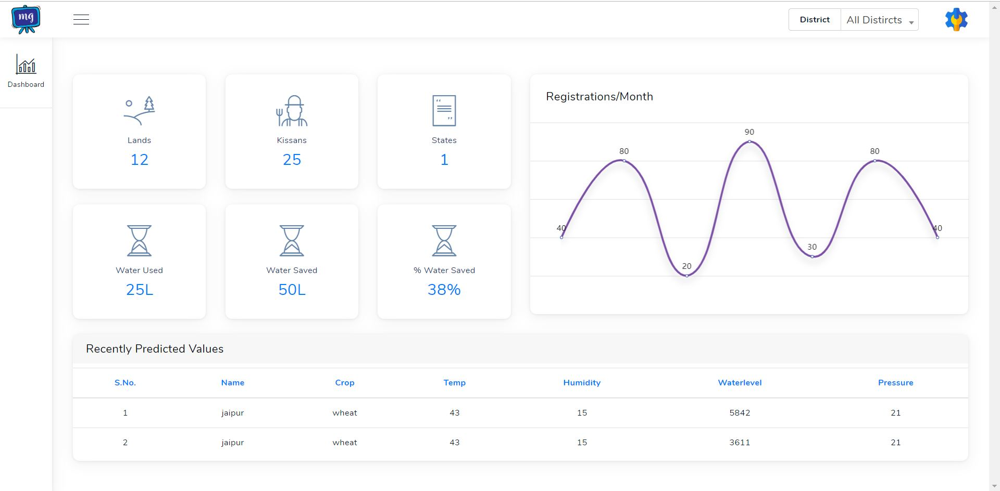 mg
District
All Distircts
Dashboard
Lands
12
Kissans
25
States
1
Water Used
25L
Water Saved
50L
% Water Saved
38%
Registrations/Month
40
80
20
90
30
80
40
Recently Predicted Values
S.No. Name Crop Temp Humidity Waterlevel Pressure
1 jaipur wheat 43 15 5842 21
2 jaipur wheat 43 15 3611 21